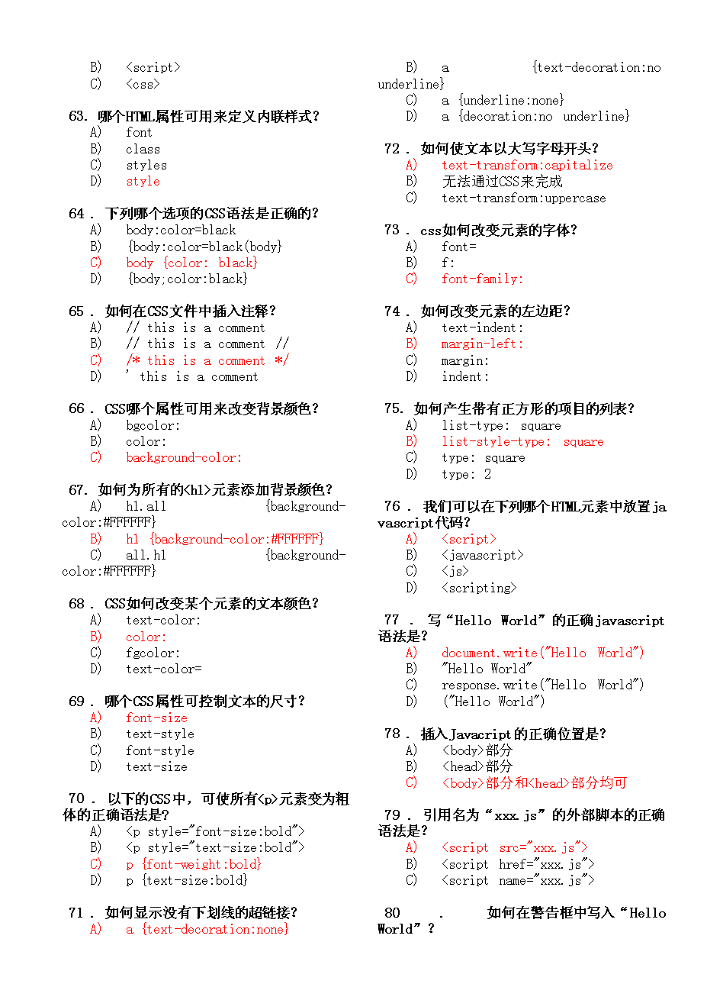 B) <script>
C) <css>
63. 哪个HTML属性可用来定义内联样式？
A) font
B) class
C) styles
D) style
64 . 下列哪个选项的CSS语法是正确的？
A) body:color=black
B) {body:color=black(body}
C) body {color: black}
D) {body;color:black}
65 . 如何在CSS文件中插入注释？
A) // this is a comment
B) // this is a comment //
C) /* this is a comment */
D) ' this is a comment
66 . CSS哪个属性可用来改变背景颜色？
A) bgcolor:
B) color:
C) background-color:
67. 如何为所有的<h1>元素添加背景颜色？
A) h1.all {background-
color:#FFFFFF}
B) h1 {background-color:#FFFFFF}
C) all.h1 {background-
color:#FFFFFF}
68 . CSS如何改变某个元素的文本颜色？
A) text-color:
B) color:
C) fgcolor:
D) text-color=
69 . 哪个CSS属性可控制文本的尺寸？
A) font-size
B) text-style
C) font-style
D) text-size
70 . 以下的CSS中，可使所有<p>元素变为粗
体的正确语法是?
A) <p style="font-size:bold">
B) <p style="text-size:bold">
C) p {font-weight:bold}
D) p {text-size:bold}
71 . 如何显示没有下划线的超链接？
A) a {text-decoration:none}
B) a {text-decoration:no
underline}
C) a {underline:none}
D) a {decoration:no underline}
72 . 如何使文本以大写字母开头？
A) text-transform:capitalize
B) 无法通过CSS来完成
C) text-transform:uppercase
73 . css如何改变元素的字体？
A) font=
B) f:
C) font-family:
74 . 如何改变元素的左边距？
A) text-indent:
B) margin-left:
C) margin:
D) indent:
75. 如何产生带有正方形的项目的列表？
A) list-type: square
B) list-style-type: square
C) type: square
D) type: 2
76 . 我们可以在下列哪个HTML元素中放置ja
vascript代码？
A) <script>
B) <javascript>
C) <js>
D) <scripting>
77 . 写“Hello World”的正确javascript
语法是？
A) document.write("Hello World")
B) "Hello World"
C) response.write("Hello World")
D) ("Hello World")
78 . 插入Javacript的正确位置是？
A) <body>部分
B) <head>部分
C) <body>部分和<head>部分均可
79 . 引用名为“xxx.js”的外部脚本的正确
语法是？
A) <script src="xxx.js">
B) <script href="xxx.js">
C) <script name="xxx.js">
80 . 如何在警告框中写入“Hello
World”？